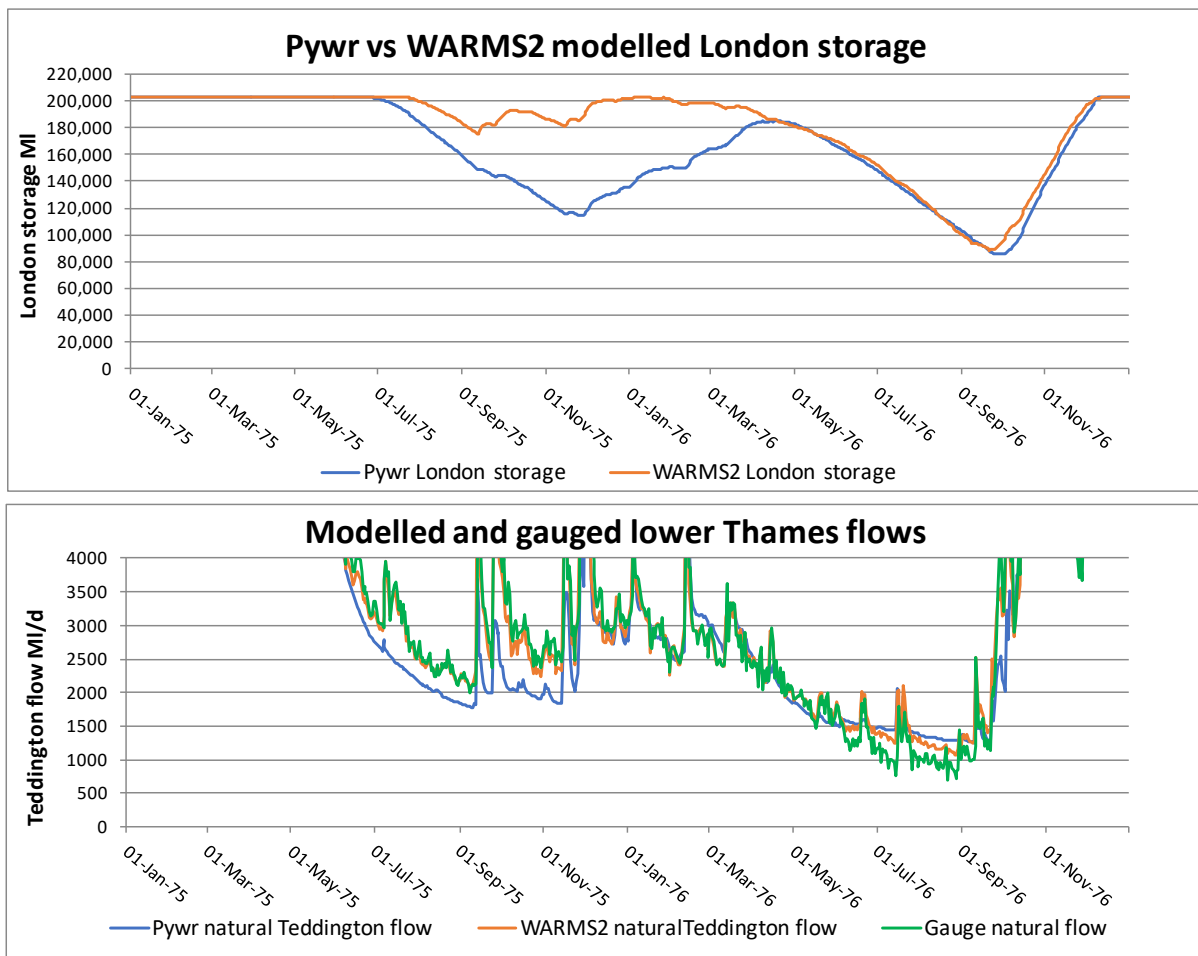 Pywr vs WARMS2 modelled London storage
London storage Ml
220,000
200,000
180,000
160,000
140,000
120,000
100,000
80,000
60,000
40,000
20,000
0
01-Jan-75
01-Mar-75
01-May-75
01-Jul-75
01-Sep-75
01-Nov-75
01-Jan-76
01-Mar-76
01-May-76
01-Jul-76
01-Sep-76
01-Nov-76
Pywr London storage
WARMS2 London storage
Modelled and gauged lower Thames flows
Teddington flow Ml/d
4000
3500
3000
2500
2000
1500
1000
500
0
01-Jan-75
01-Mar-75
01-May-75
01-Jul-75
01-Sep-75
01-Nov-75
01-Jan-76
01-Mar-76
01-May-76
01-Jul-76
01-Sep-76
01-Nov-76
Pywr natural Teddington flow
WARMS2 naturalTeddington flow
Gauge natural flow